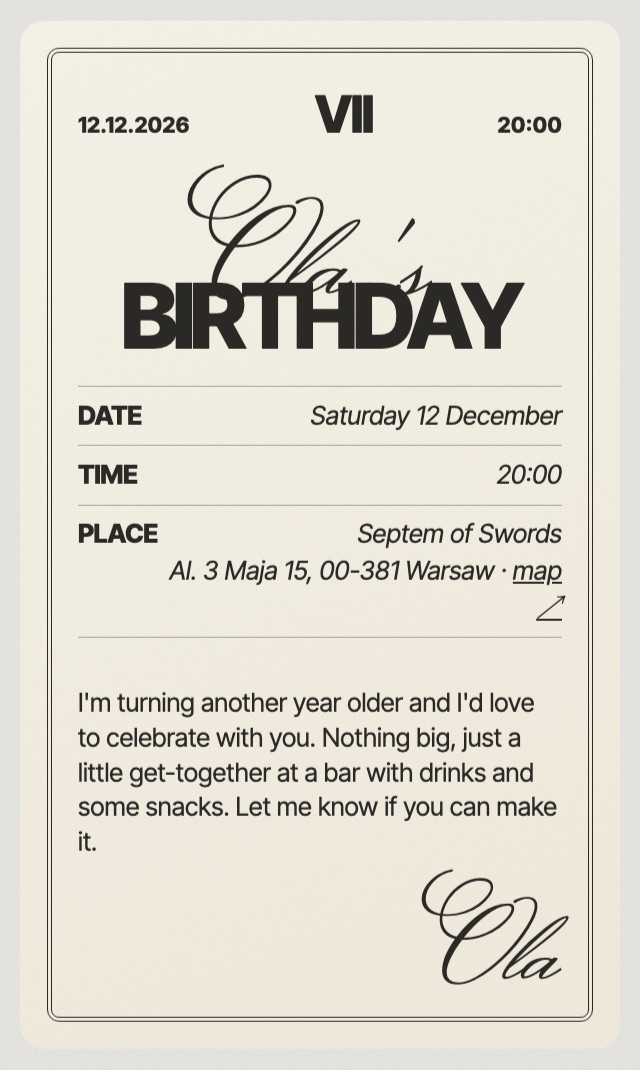 12.12.2026 VII 20:00
Ola's
BIRTHDAY
DATE Saturday 12 December
TIME 20:00
PLACE Septem of Swords
Al. 3 Maja 15, 00-381 Warsaw · map
↗
I'm turning another year older and I'd love
to celebrate with you. Nothing big, just a
little get-together at a bar with drinks and
some snacks. Let me know if you can make
it.
Ola